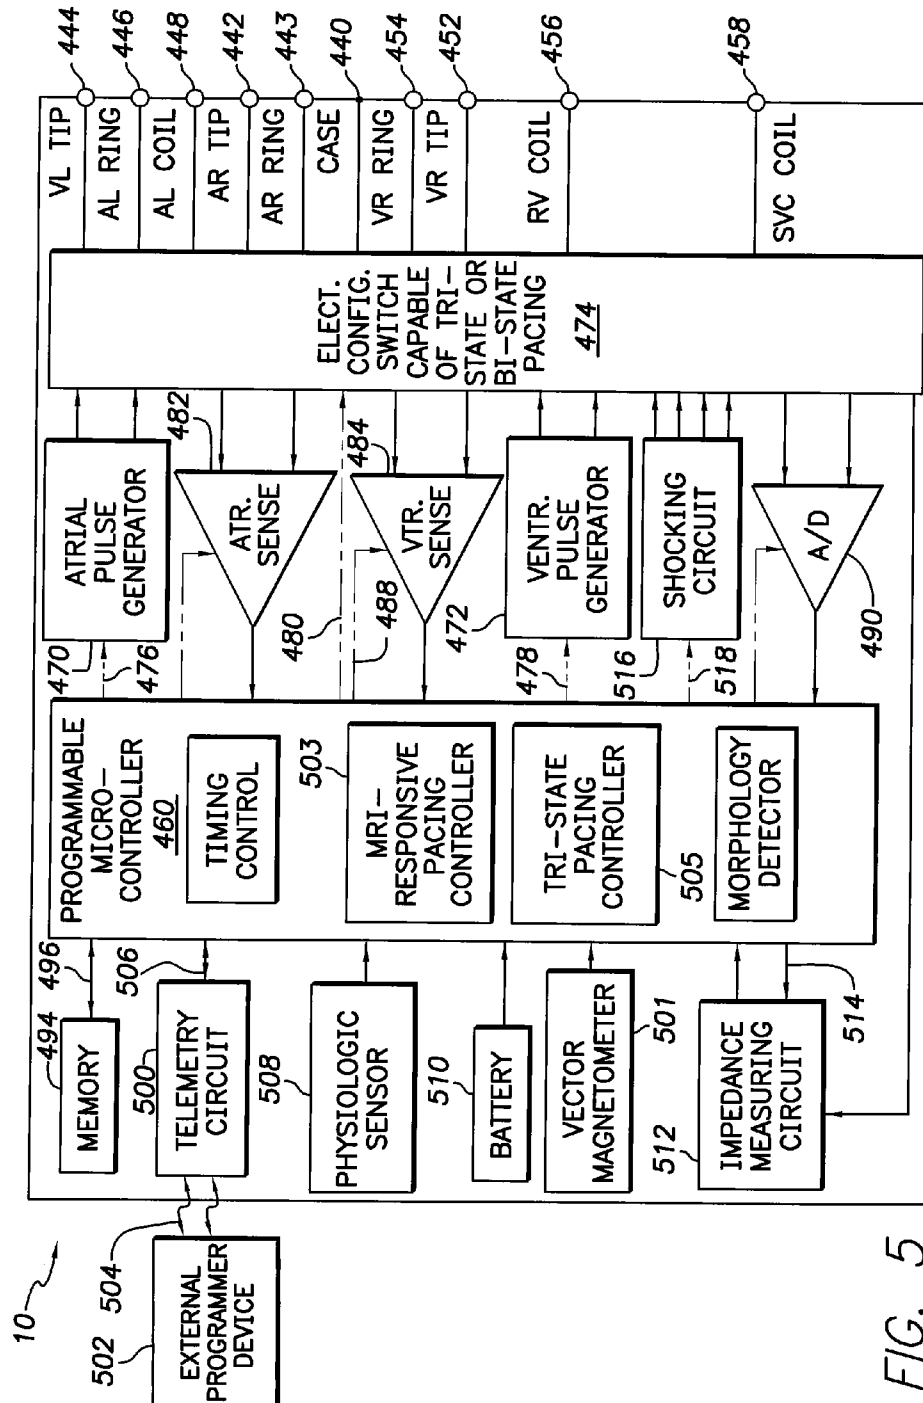 10
502
EXTERNAL
PROGRAMMER
DEVICE
504
494
MEMORY
496
500
TELEMETRY
CIRCUIT
506
508
PHYSIOLOGIC
SENSOR
510
BATTERY
VECTOR
MAGNETOMETER
501
512
IMPEDANCE
MEASURING
CIRCUIT
514
PROGRAMMABLE
MICRO-
CONTROLLER
460
TIMING
CONTROL
503
MRI-
RESPONSIVE
PACING
CONTROLLER
TRI-STATE
PACING
CONTROLLER
505
MORPHOLOGY
DETECTOR
470
476
ATRIAL
PULSE
GENERATOR
482
ATR.
SENSE
480
484
VTR.
SENSE
488
472
VENTR.
PULSE
GENERATOR
478
516
SHOCKING
CIRCUIT
518
A/D
490
ELECT.
CONFIG.
SWITCH
CAPABLE
OF TRI-
STATE OR
BI-STATE
PACING
474
VL TIP
444
AL RING
446
AL COIL
448
AR TIP
442
AR RING
443
CASE
440
VR RING
454
VR TIP
452
RV COIL
456
SVC COIL
458
FIG. 5